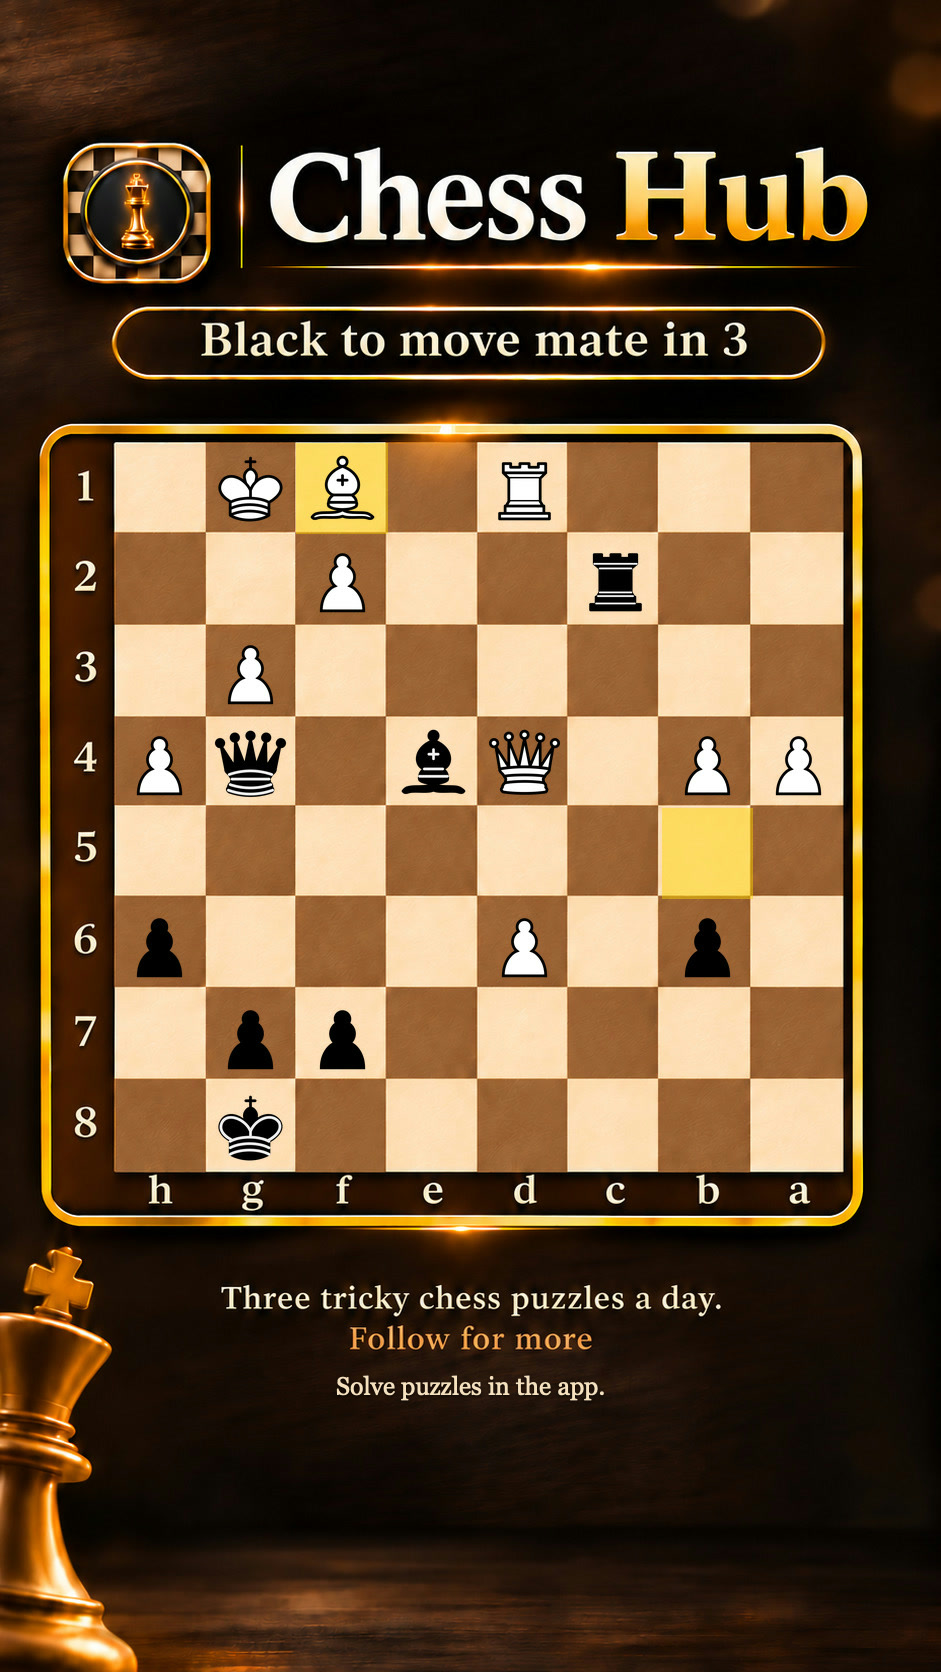 Chess Hub
Black to move mate in 3
1
2
3
4
5
6
7
8
h g f e d c b a
Three tricky chess puzzles a day.
Follow for more
Solve puzzles in the app.